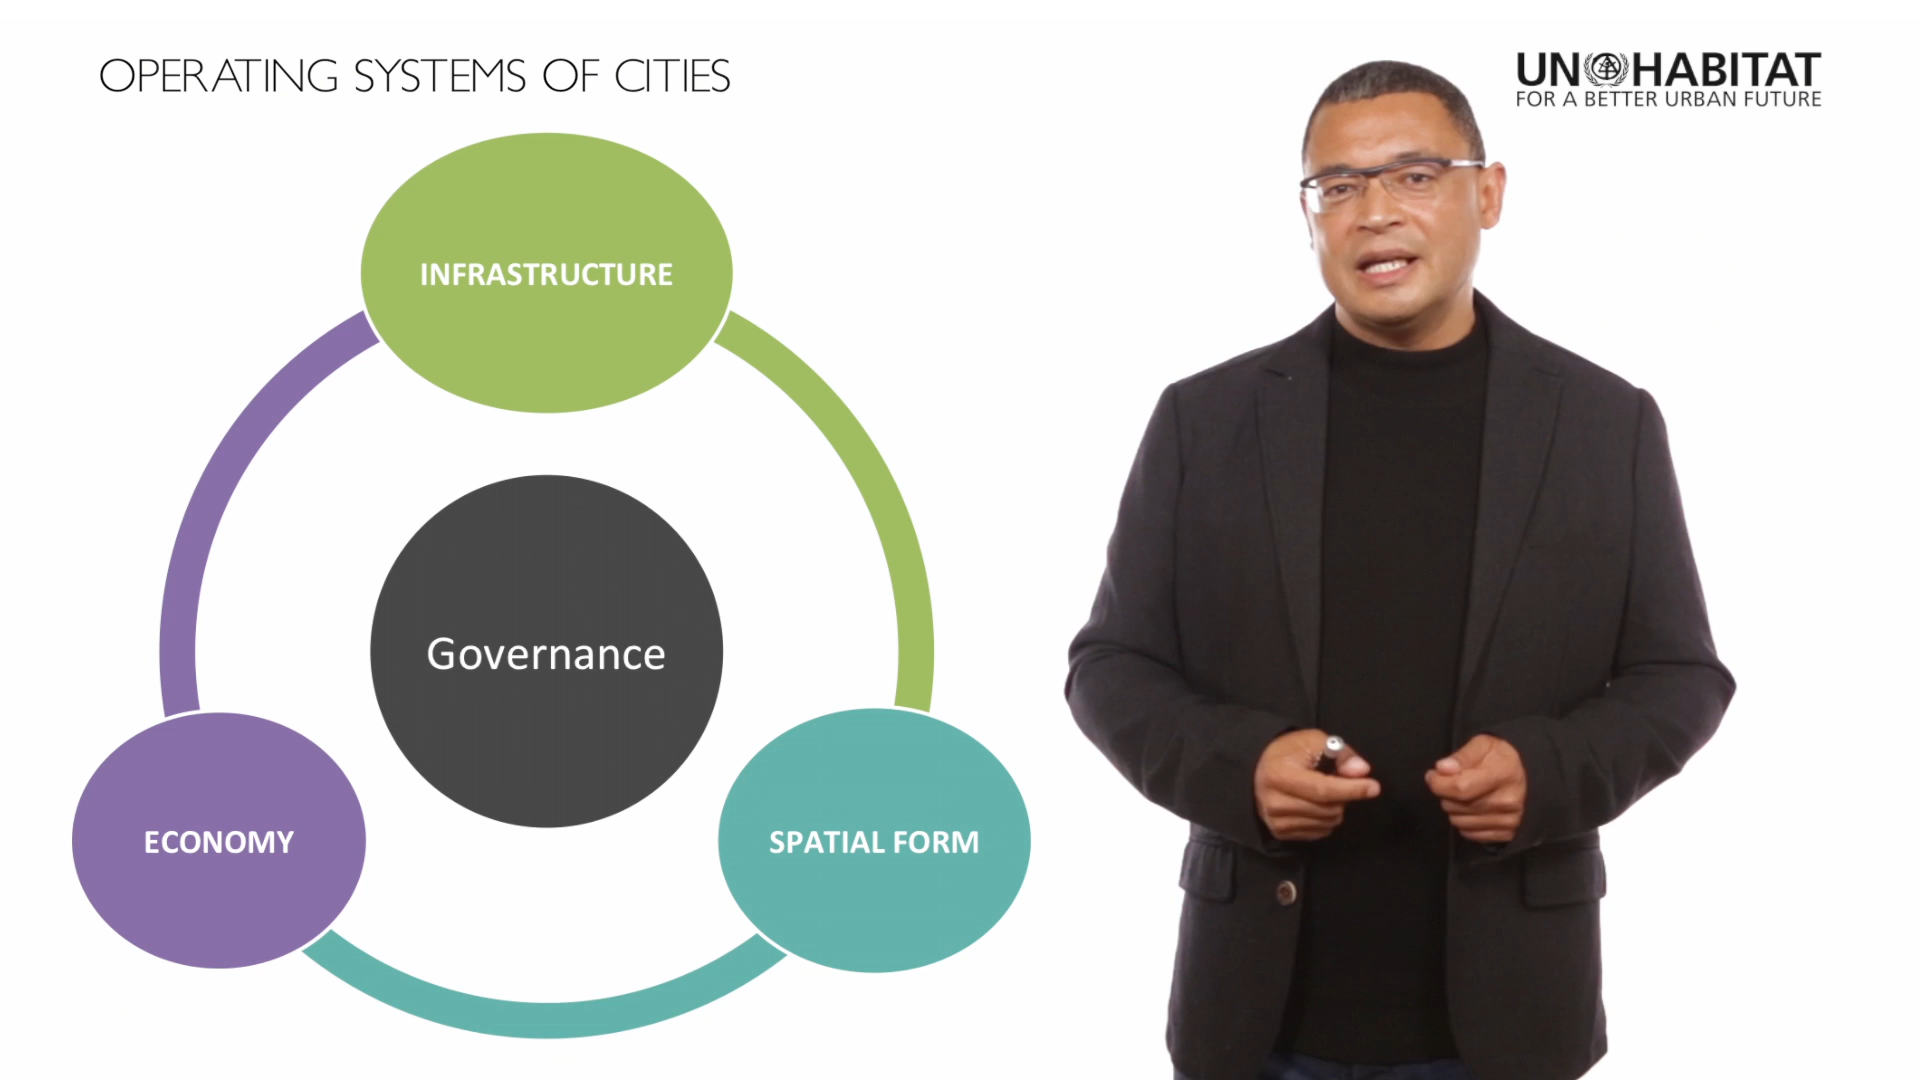 OPERATING SYSTEMS OF CITIES
UN HABITAT
FOR A BETTER URBAN FUTURE
INFRASTRUCTURE
Governance
ECONOMY
SPATIAL FORM